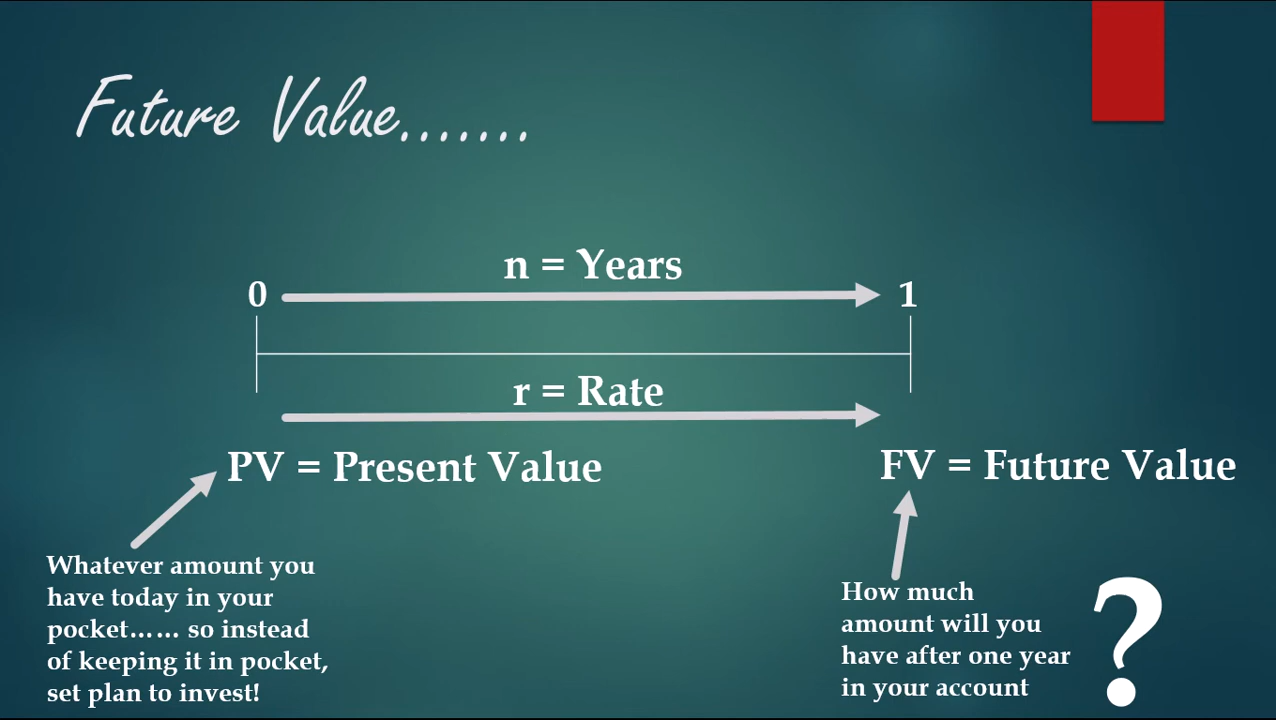 Future Value.......
n = Years
0
1
r = Rate
PV = Present Value
FV = Future Value
Whatever amount you
have today in your
pocket...... so instead
of keeping it in pocket,
set plan to invest!
How much
amount will you
have after one year
in your account
?